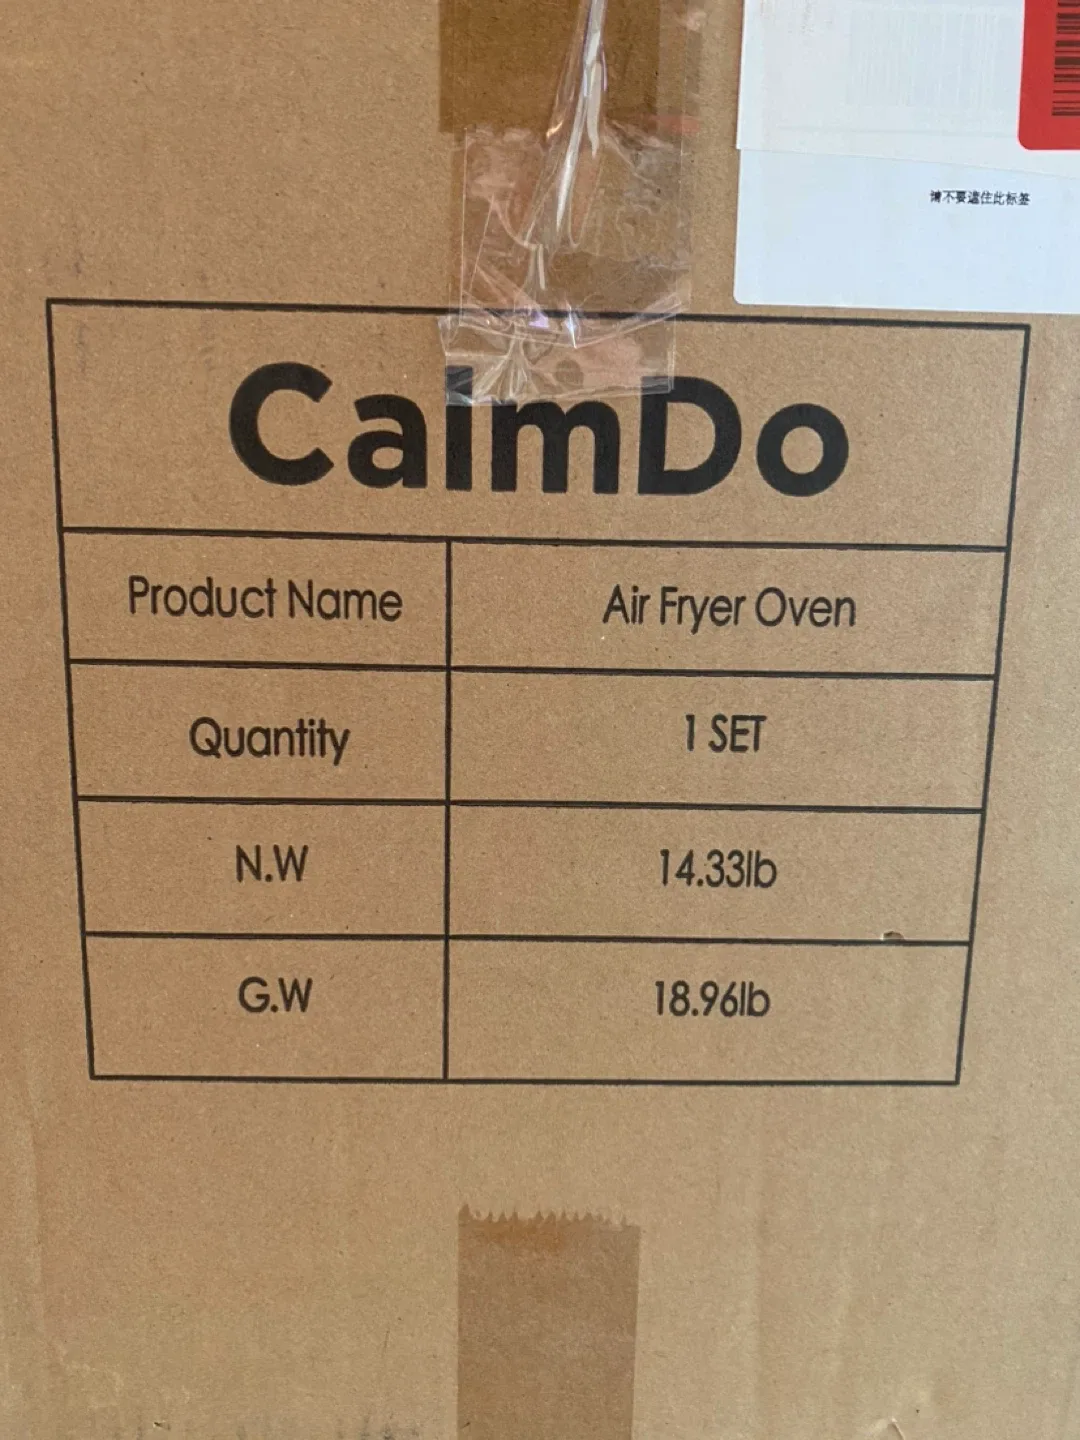 请不要遮住此标签
CalmDo
Product Name Air Fryer Oven
Quantity 1 SET
N.W 14.33lb
G.W 18.96lb